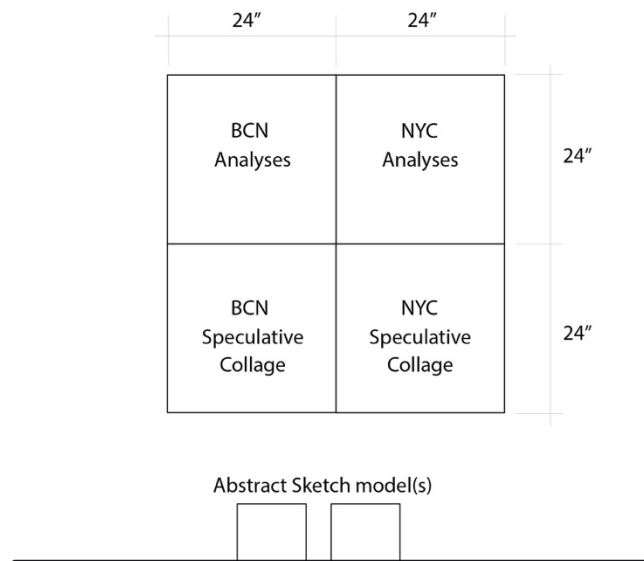 24” 24”
BCN
Analyses
NYC
Analyses
24”
BCN
Speculative
Collage
NYC
Speculative
Collage
24”
Abstract Sketch model(s)